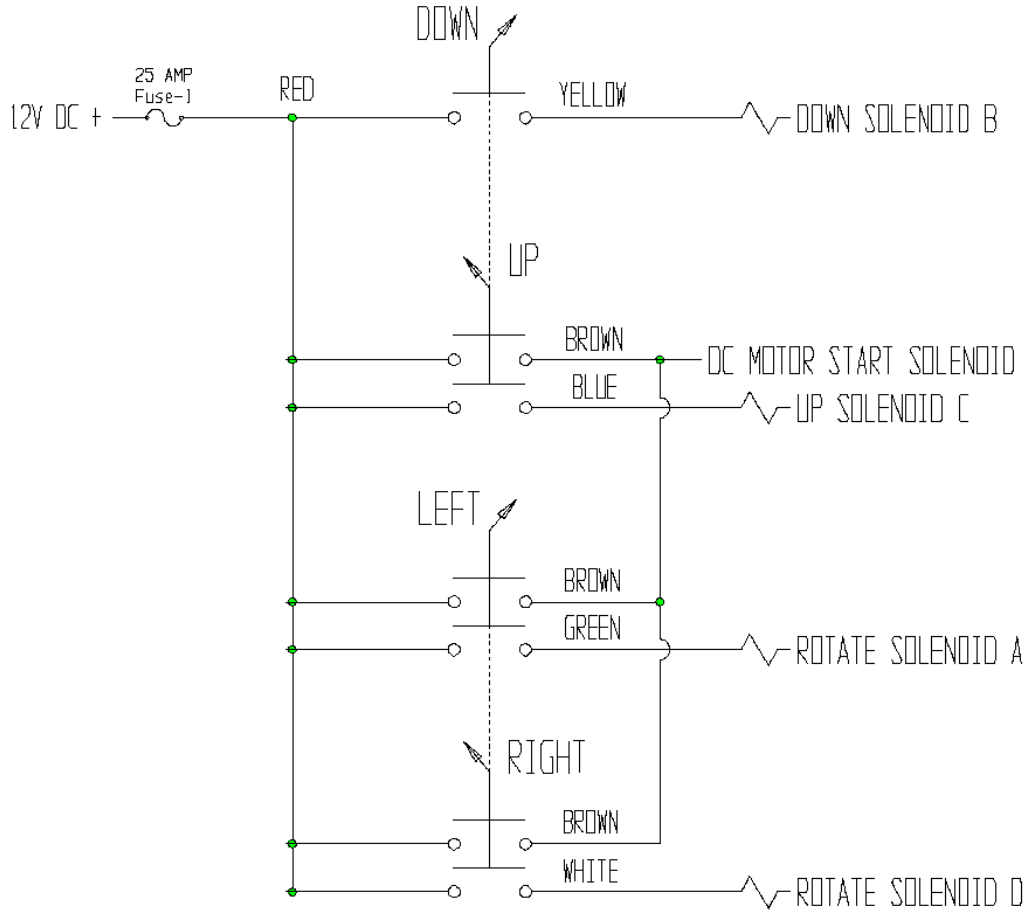 DOWN
25 AMP
Fuse-1
RED
YELLOW
12V DC +
DOWN SOLENOID B
UP
BROWN
DC MOTOR START SOLENOID
BLUE
UP SOLENOID C
LEFT
BROWN
GREEN
ROTATE SOLENOID A
RIGHT
BROWN
WHITE
ROTATE SOLENOID D